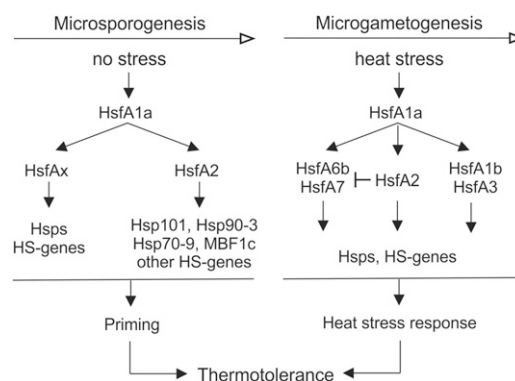 Microsporogenesis
no stress
HsfA1a
HsfAx
HsfA2
Hsps
HS-genes
Hsp101, Hsp90-3
Hsp70-9, MBF1c
other HS-genes
Priming
Microgametogenesis
heat stress
HsfA1a
HsfA6b
HsfA7
HsfA2
HsfA1b
HsfA3
Hsps, HS-genes
Heat stress response
Thermotolerance